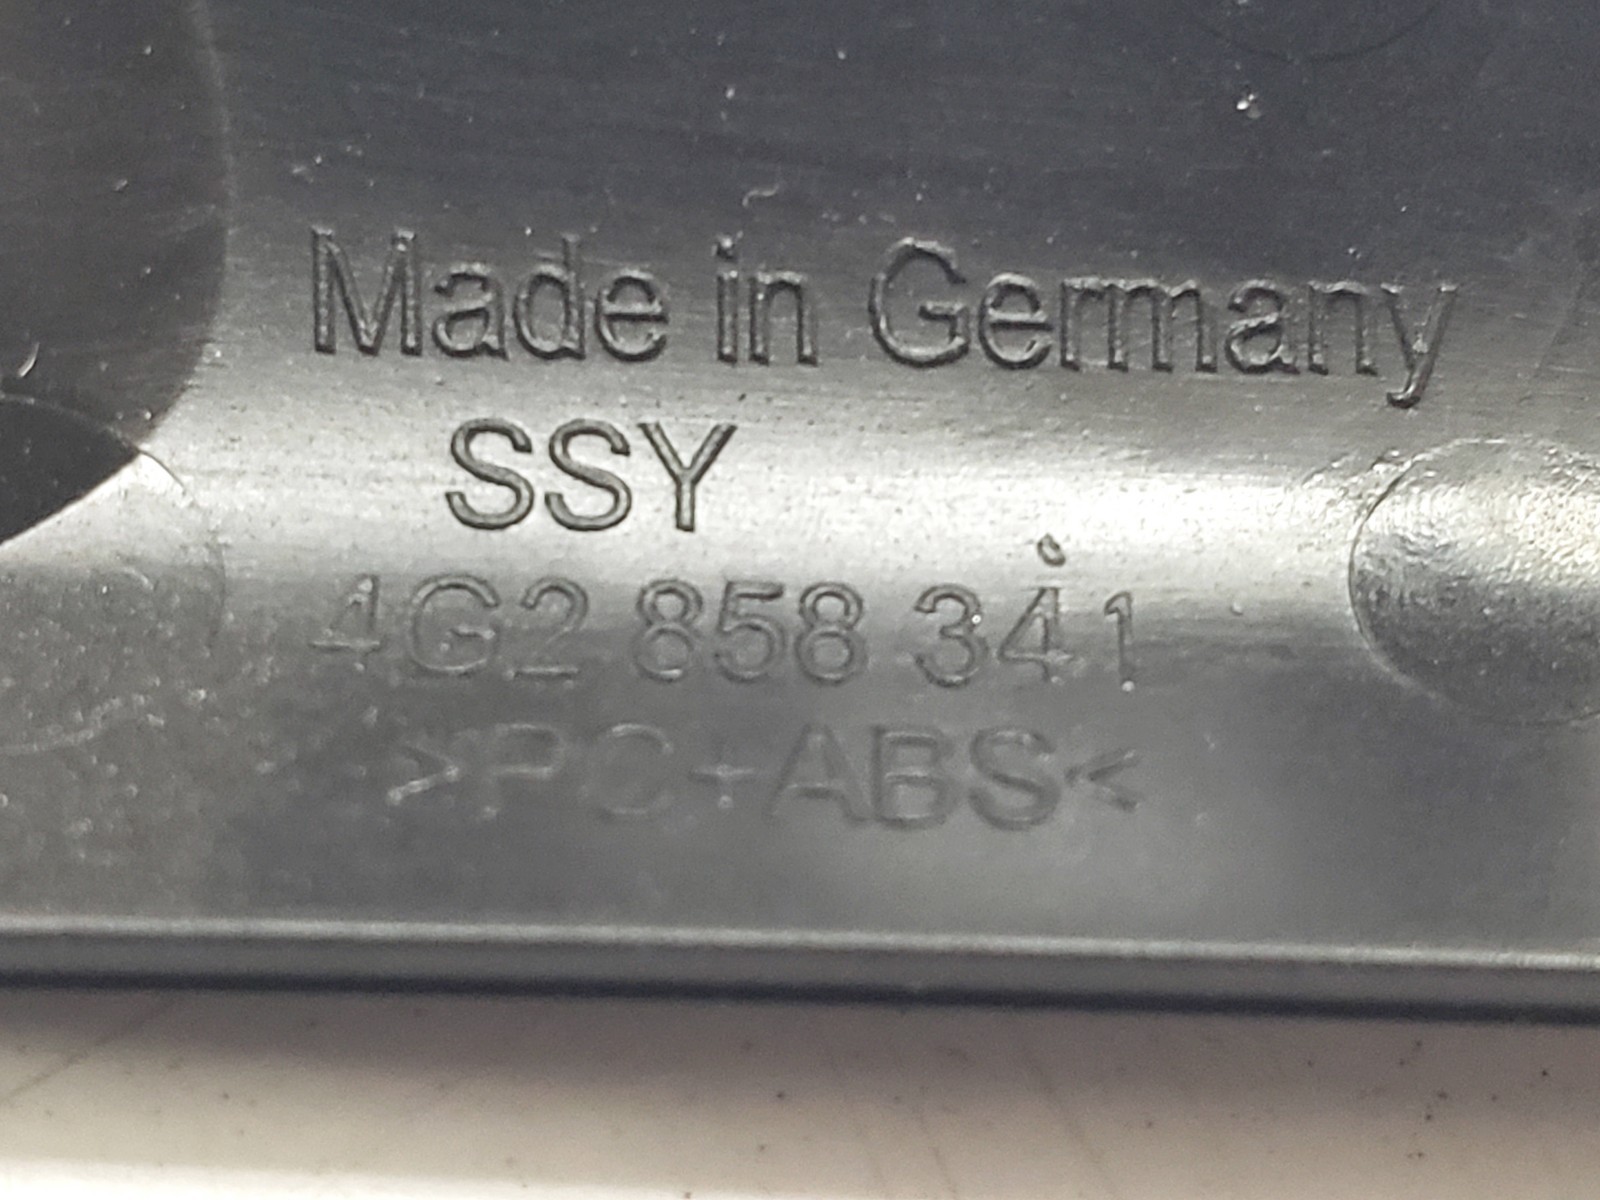 Made in Germany
SSY
4G2 858 341
>PC+ABS<